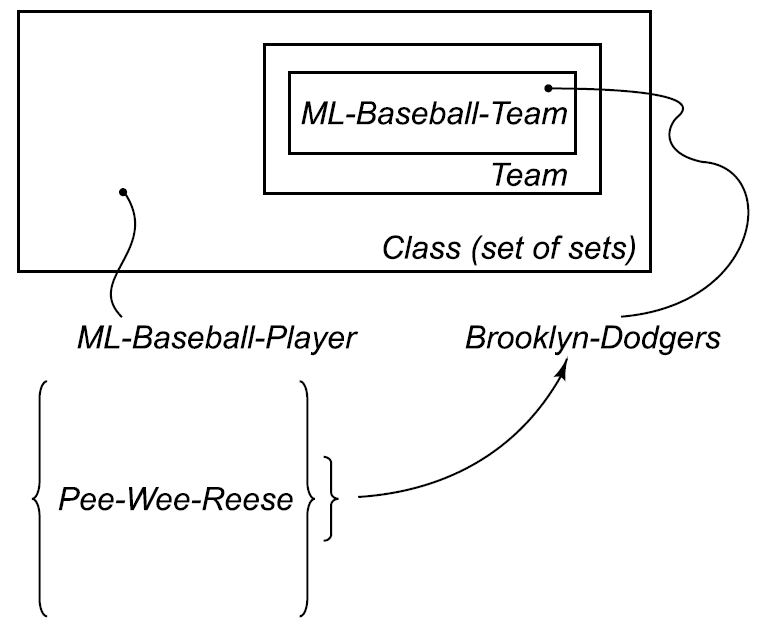 ML-Baseball-Team
Team
Class (set of sets)
ML-Baseball-Player
Brooklyn-Dodgers
Pee-Wee-Reese